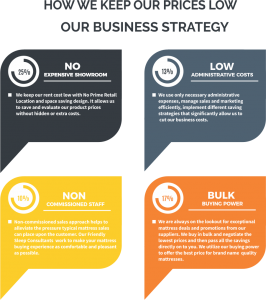 HOW WE KEEP OUR PRICES LOW
OUR BUSINESS STRATEGY
25%
NO
EXPENSIVE SHOWROOM
We keep our rent cost low with No Prime Retail
Location and space saving design. It allows us
to save and evaluate our product prices
without hidden or extra costs.
13%
LOW
ADMINISTRATIVE COSTS
We use only necessary administrative
expenses, manage sales and marketing
efficiently, implement different saving
strategies that significantly allow us to
cut our business costs.
NON
COMMISSIONED STAFF
Non-commissioned sales approach helps to
alleviate the pressure typical mattress sales
can place upon the customer. Our friendly
Sleep Consultants work to make your mattress
buying experience as comfortable and pleasant
as possible.
17%
BULK
BUYING POWER
We are always on the lookout for exceptional
mattress deals and promotions from our
suppliers. We buy in bulk and negotiate the
lowest prices and then pass all the savings
directly on to you. We utilize our buying power
to offer the best price for brand name quality
mattresses.